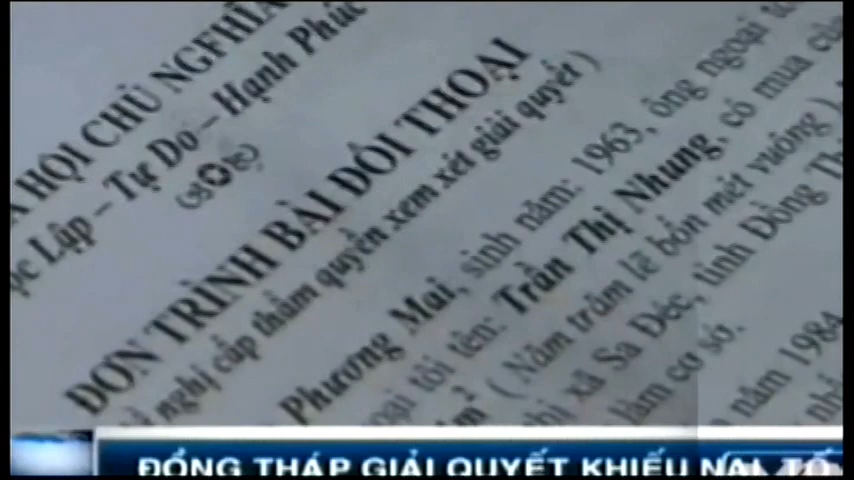 HỘI CHỦ NGHĨA
Lập – Tự Do – Hạnh Phúc
ĐƠN TRÌNH BÀI ĐỐI THOẠI
nghị cấp thẩm quyền xem xét giải quyết )
Phương Mai, sinh năm: 1963, ông ngoại
tôi tên: Trần Thị Nhung, có mua của
( Năm trăm lẽ bốn mét vuông )
xã Sa Đéc, tỉnh Đồng
làm cơ sở.
năm 1984
ĐỒNG THÁP GIẢI QUYẾT KHIẾU NẠI, TỐ